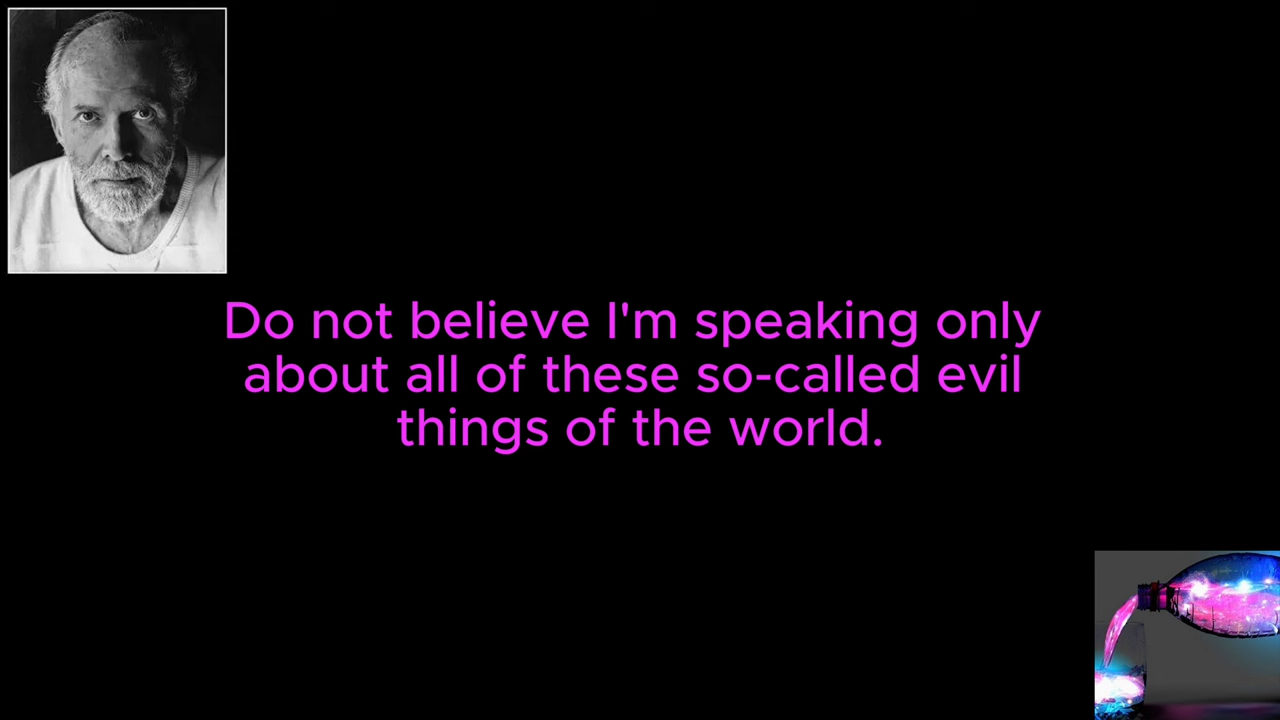 Do not believe I'm speaking only
about all of these so-called evil
things of the world.